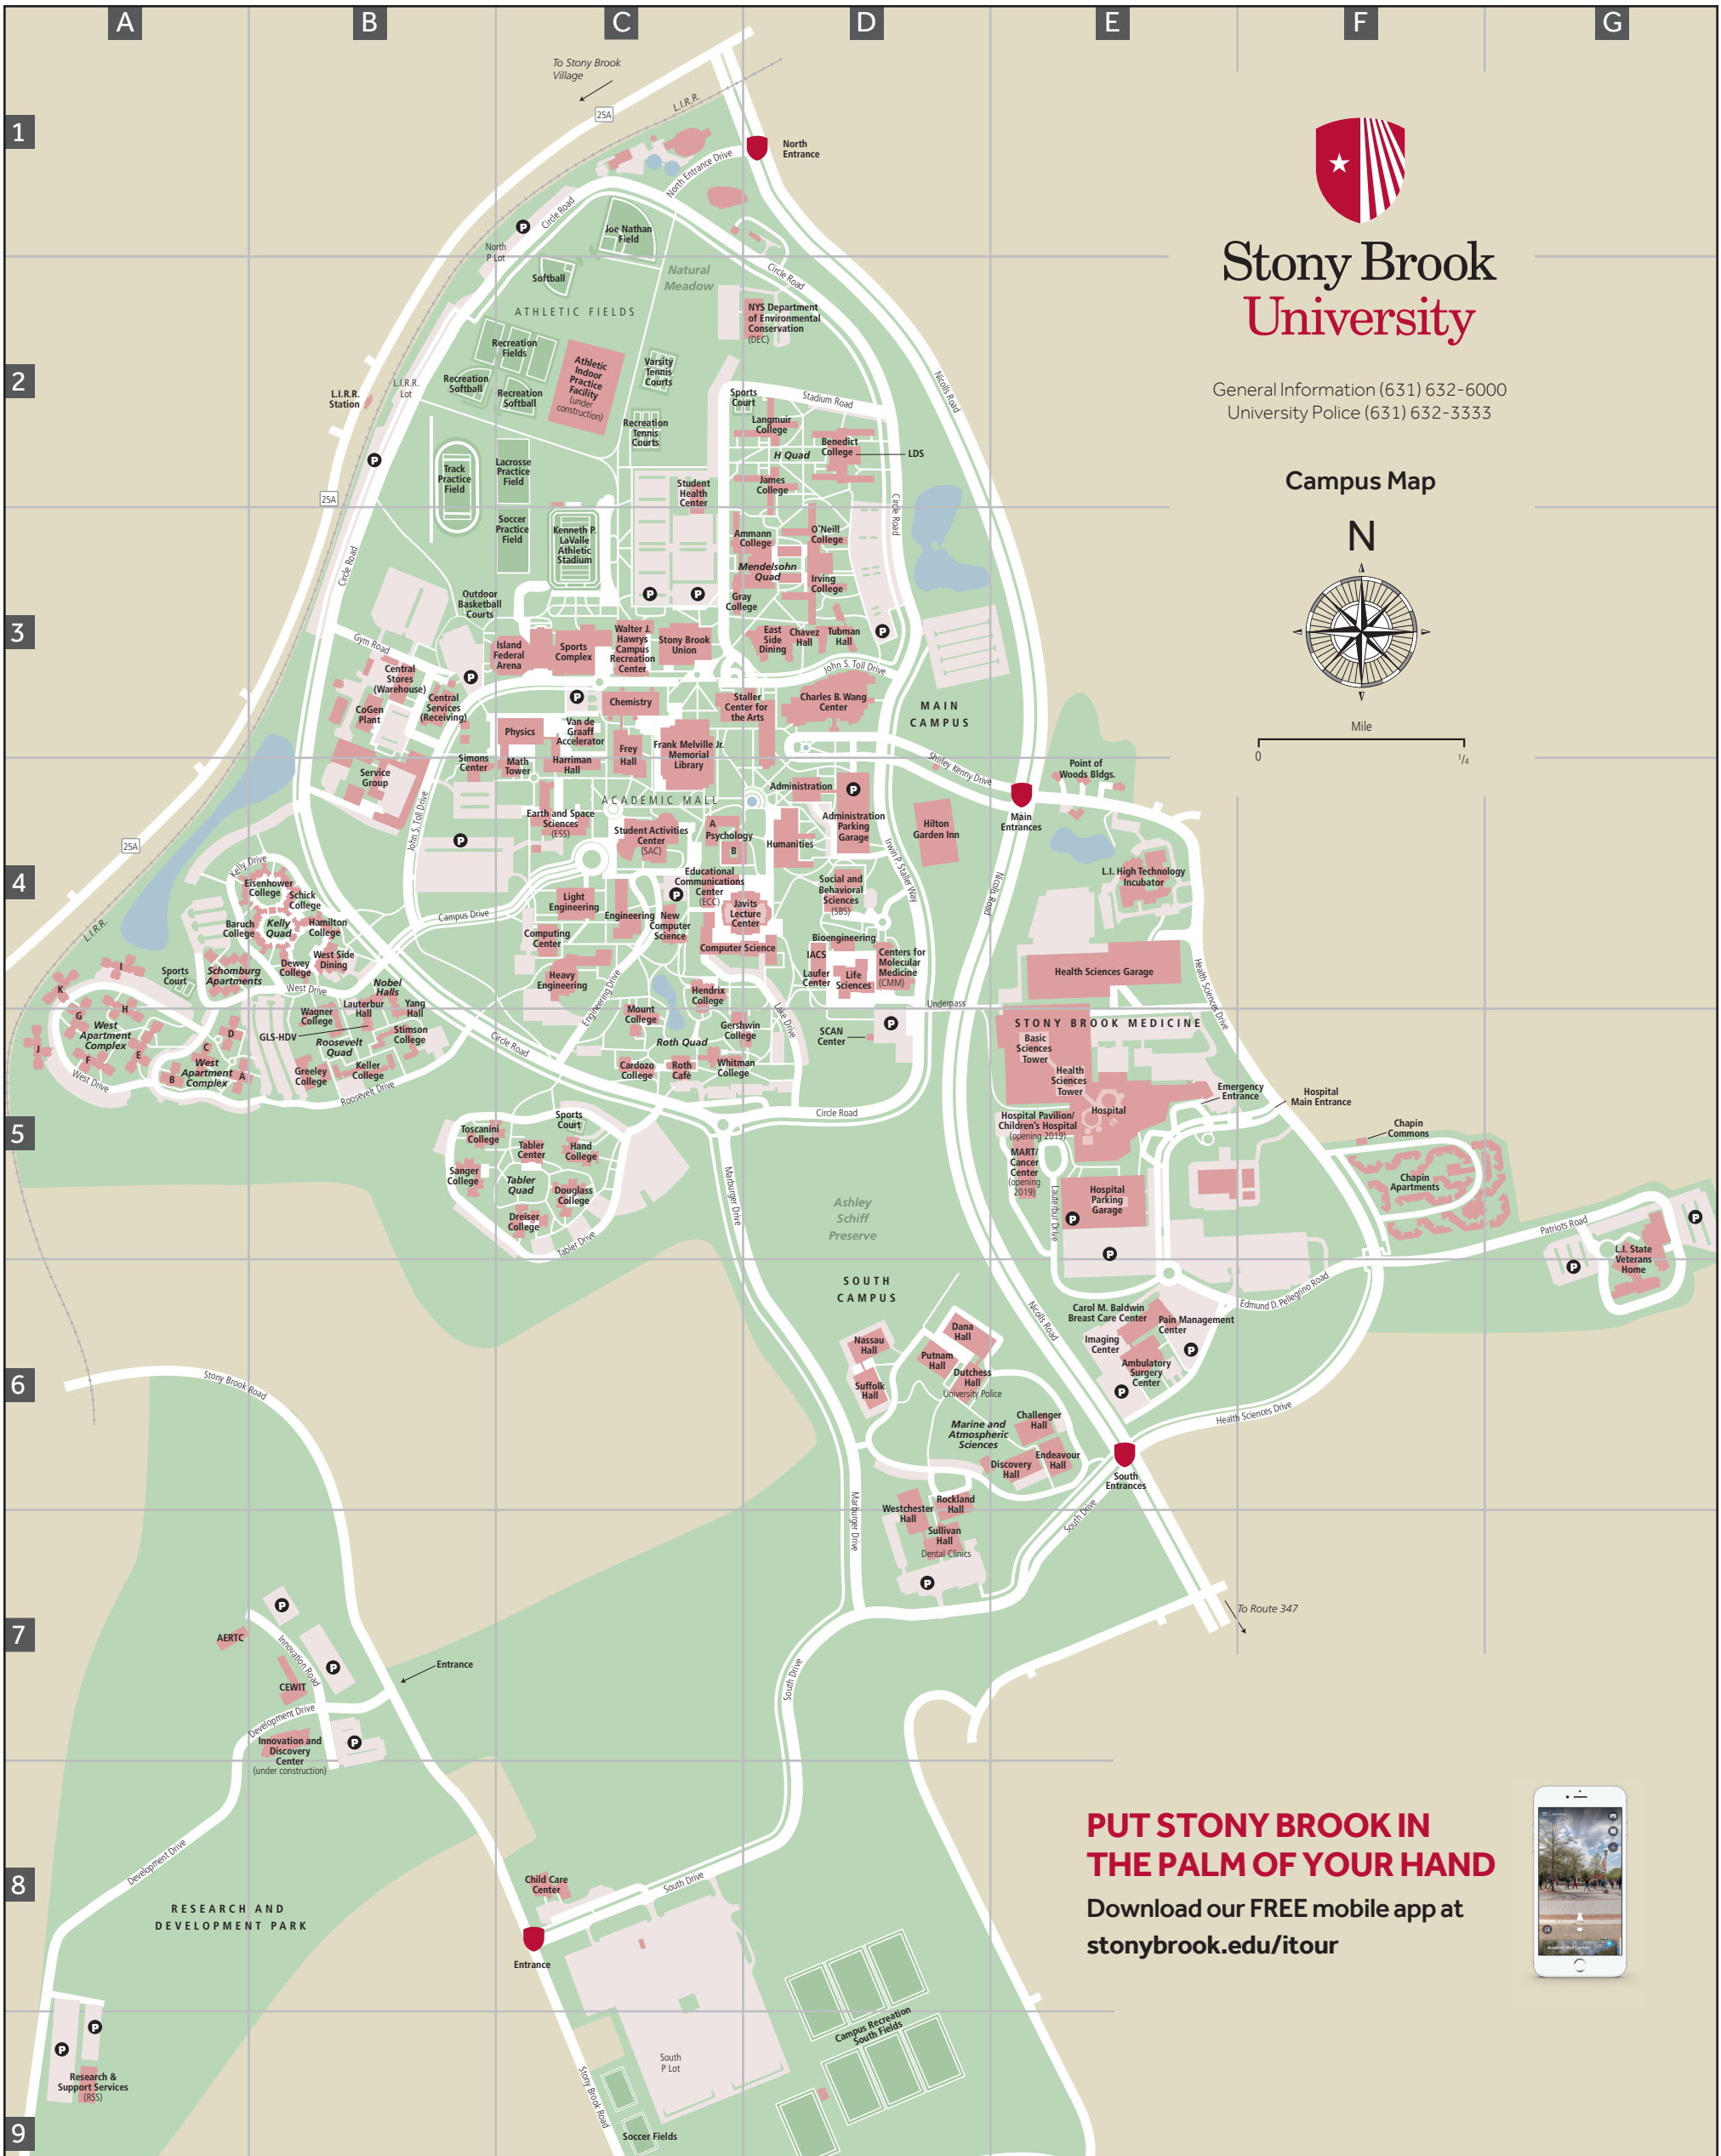 A
B
C
D
E
F
G
1
2
3
4
5
6
7
8
9
To Stony Brook
Village
25A
L.I.R.R.
North
Entrance
North Entrance Drive
Circle Road
North
P Lot
Joe Nathan
Field
Softball
Natural
Meadow
Circle Road
ATHLETIC FIELDS
NYS Department
of Environmental
Conservation
(DEC)
Recreation
Fields
Athletic
Indoor
Practice
Facility
(under
construction)
Varsity
Tennis
Courts
Recreation
Softball
Recreation
Softball
L.I.R.R.
Station
L.I.R.R.
Lot
Sports
Court
Stadium Road
Nicolls Road
Recreation
Tennis
Courts
Langmuir
College
Benedict
College
LDS
H Quad
James
College
Track
Practice
Field
Lacrosse
Practice
Field
Student
Health
Center
P
25A
Circle Road
Soccer
Practice
Field
Kenneth P.
LaValle
Athletic
Stadium
Ammann
College
O'Neill
College
Mendelsohn
Quad
Irving
College
Gray
College
Circle Road
Outdoor
Basketball
Courts
Gym Road
Island
Federal
Arena
Sports
Complex
Walter J.
Hawrys
Campus
Recreation
Center
Stony Brook
Union
East
Side
Dining
Chavez
Hall
Tubman
Hall
John S. Toll Drive
Central
Stores
(Warehouse)
Central
Services
(Receiving)
CoGen
Plant
Chemistry
Staller
Center for
the Arts
Charles B. Wang
Center
MAIN
CAMPUS
Physics
Van de
Graaff
Accelerator
Frey
Hall
Frank Melville Jr.
Memorial
Library
Simons
Center
Math
Tower
Harriman
Hall
Service
Group
Shirley Kenny Drive
Point of
Woods Bldgs.
Main
Entrances
ACADEMIC MALL
Administration
Administration
Parking
Garage
Hilton
Garden Inn
John S. Toll Drive
Earth and Space
Sciences
(ESS)
Student Activities
Center
(SAC)
A
Psychology
B
Humanities
Irwin P. Staller Way
Nicolls Road
L.I. High Technology
Incubator
25A
L.I.R.R.
Kelly Drive
Eisenhower
College
Schick
College
Baruch
College
Kelly
Quad
Hamilton
College
Dewey
College
West Side
Dining
Campus Drive
Light
Engineering
Educational
Communications
Center
(ECC)
Javits
Lecture
Center
Social and
Behavioral
Sciences
(SBS)
Engineering
New
Computer
Science
Computing
Center
Computer Science
Bioengineering
IACS
Laufer
Center
Life
Sciences
Centers for
Molecular
Medicine
(CMM)
Heavy
Engineering
Engineering Drive
Hendrix
College
Underpass
Health Sciences Garage
Health Sciences Drive
Sports
Court
Schomburg
Apartments
West Drive
Nobel
Halls
Lauterbur
Hall
Yang
Hall
Wagner
College
GLS-HDV
Roosevelt
Quad
Stimson
College
Greeley
College
Keller
College
Roosevelt Drive
I
K
H
G
West
Apartment
Complex
J
F
E
D
C
West
Apartment
Complex
B
A
West Drive
Circle Road
Mount
College
Roth Quad
Gershwin
College
Lake Drive
SCAN
Center
Cardozo
College
Roth
Café
Whitman
College
Circle Road
STONY BROOK MEDICINE
Basic
Sciences
Tower
Health
Sciences
Tower
Hospital
Emergency
Entrance
Hospital
Main Entrance
Hospital Pavilion/
Children's Hospital
(opening 2019)
MART/
Cancer
Center
(opening
2019)
Lauterbur Drive
Hospital
Parking
Garage
Chapin
Commons
Chapin
Apartments
Patriots Road
L.I. State
Veterans
Home
Toscanini
College
Sports
Court
Tabler
Center
Hand
College
Sanger
College
Tabler
Quad
Douglass
College
Dreiser
College
Tabler Drive
Marburger Drive
Ashley
Schiff
Preserve
SOUTH
CAMPUS
Nicolls Road
Edmund D. Pellegrino Road
Carol M. Baldwin
Breast Care Center
Pain Management
Center
Imaging
Center
Ambulatory
Surgery
Center
Nassau
Hall
Suffolk
Hall
Dana
Hall
Putnam
Hall
Dutchess
Hall
University Police
Marine and
Atmospheric
Sciences
Challenger
Hall
Endeavour
Hall
Discovery
Hall
Health Sciences Drive
South
Entrances
South Drive
Westchester
Hall
Rockland
Hall
Sullivan
Hall
Dental Clinics
Marburger Drive
To Route 347
Stony Brook Road
AERTC
Innovation Road
CEWIT
Entrance
Development Drive
Innovation and
Discovery
Center
(under construction)
South Drive
Development Drive
RESEARCH AND
DEVELOPMENT PARK
Child Care
Center
South Drive
Entrance
Research &
Support Services
(RSS)
South
P Lot
Campus Recreation
South Fields
Stony Brook Road
Soccer Fields
Stony Brook
University
General Information (631) 632-6000
University Police (631) 632-3333
Campus Map
N
Mile
0
1/4
PUT STONY BROOK IN
THE PALM OF YOUR HAND
Download our FREE mobile app at
stonybrook.edu/itour